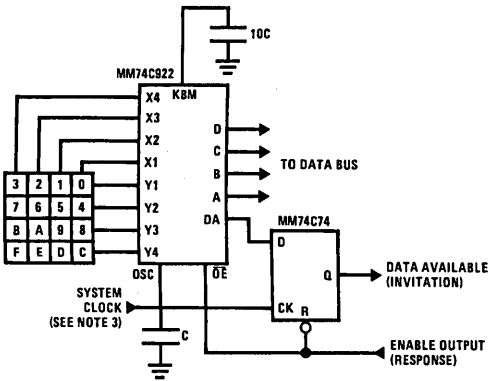 10C
MM74C922
KBM
X4
X3
X2
X1
Y1
Y2
Y3
Y4
D
C
B
A
DA
TO DATA BUS
3 2 1 0
7 6 5 4
B A 9 8
F E D C
OSC
OE
MM74C74
D
Q
CK R
DATA AVAILABLE
(INVITATION)
SYSTEM
CLOCK
(SEE NOTE 3)
C
ENABLE OUTPUT
(RESPONSE)